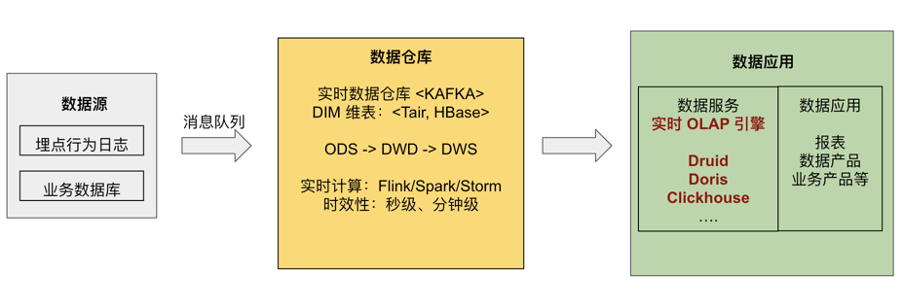 数据源
埋点行为日志
业务数据库
消息队列
数据仓库
实时数据仓库 <KAFKA>
DIM 维表：<Tair, HBase>
ODS -> DWD -> DWS
实时计算：Flink/Spark/Storm
时效性：秒级、分钟级
数据应用
数据服务
实时 OLAP 引擎
Druid
Doris
Clickhouse
....
数据应用
报表
数据产品
业务产品等